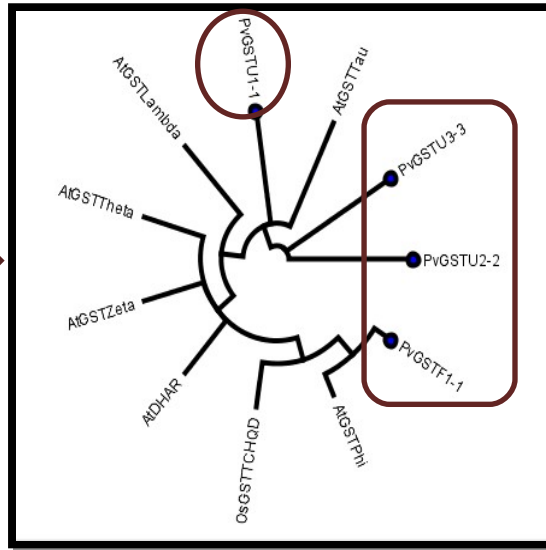 PvGSTU1-1
AtGSTTau
PvGSTU3-3
PvGSTU2-2
PvGSTF1-1
AtGSTPhi
OsGSTTCHQD
AtDHAR
AtGSTZeta
AtGSTTheta
AtGSTLambda